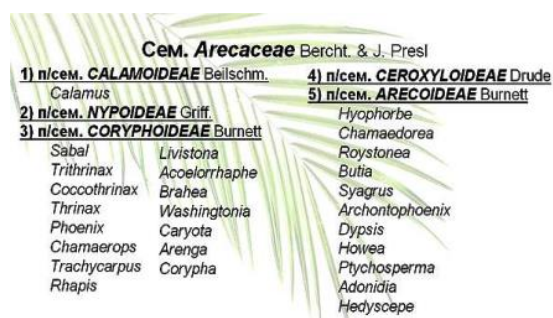 Сем. Arecaceae Bercht. & J. Presl
1) п/сем. CALAMOIDEAE Beilschm.
Calamus
2) п/сем. NYPOIDEAE Griff.
3) п/сем. CORYPHOIDEAE Burnett
Sabal
Trithrinax
Coccothrinax
Thrinax
Phoenix
Chamaerops
Trachycarpus
Rhapis
Livistona
Acoelorrhaphe
Brahea
Washingtonia
Caryota
Arenga
Corypha
4) п/сем. CEROXYLOIDEAE Drude
5) п/сем. ARECOIDEAE Burnett
Hyophorbe
Chamaedorea
Roystonea
Butia
Syagrus
Archontophoenix
Dypsis
Howea
Ptychosperma
Adonidia
Hedyscepe